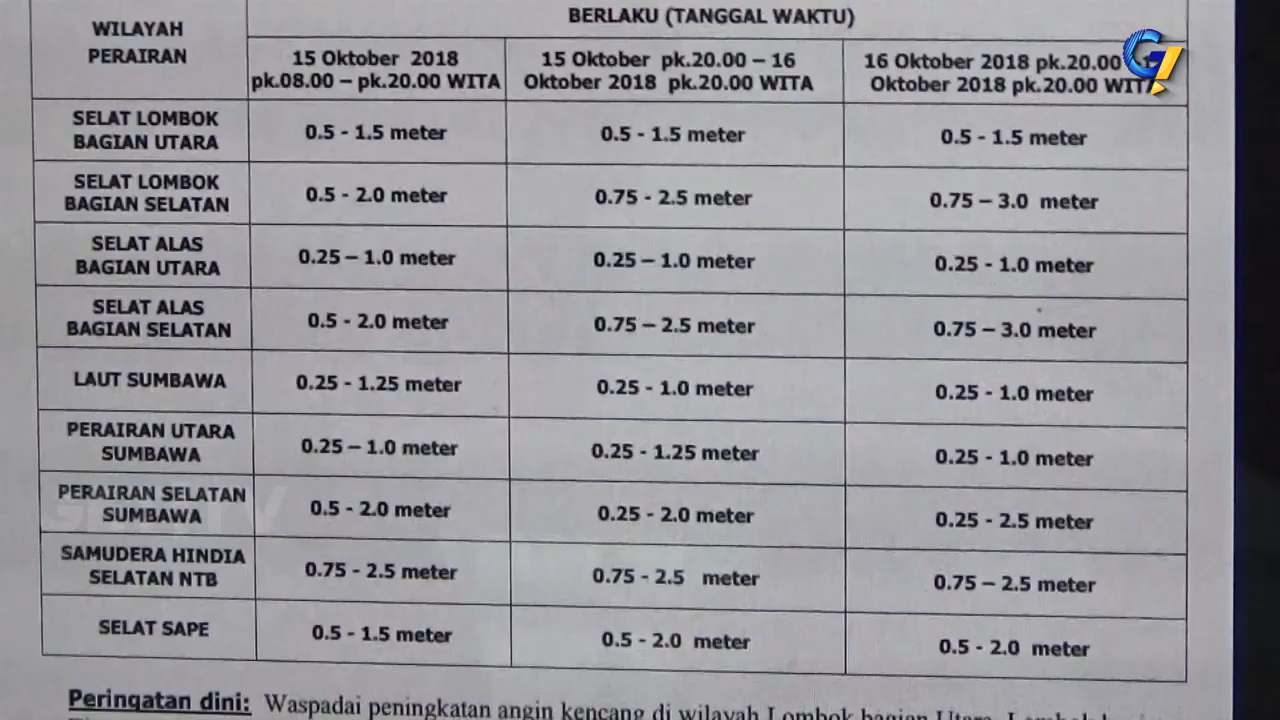 WILAYAH
PERAIRAN
BERLAKU (TANGGAL WAKTU)
15 Oktober 2018
pk.08.00 – pk.20.00 WITA
15 Oktober pk.20.00 – 16
Oktober 2018 pk.20.00 WITA
16 Oktober 2018 pk.20.00
Oktober 2018 pk.20.00 WITA
SELAT LOMBOK
BAGIAN UTARA
0.5 - 1.5 meter
0.5 - 1.5 meter
0.5 - 1.5 meter
SELAT LOMBOK
BAGIAN SELATAN
0.5 - 2.0 meter
0.75 - 2.5 meter
0.75 – 3.0 meter
SELAT ALAS
BAGIAN UTARA
0.25 – 1.0 meter
0.25 – 1.0 meter
0.25 - 1.0 meter
SELAT ALAS
BAGIAN SELATAN
0.5 - 2.0 meter
0.75 – 2.5 meter
0.75 – 3.0 meter
LAUT SUMBAWA
0.25 - 1.25 meter
0.25 - 1.0 meter
0.25 - 1.0 meter
PERAIRAN UTARA
SUMBAWA
0.25 – 1.0 meter
0.25 - 1.25 meter
0.25 - 1.0 meter
PERAIRAN SELATAN
SUMBAWA
0.5 - 2.0 meter
0.25 - 2.0 meter
0.25 - 2.5 meter
SAMUDERA HINDIA
SELATAN NTB
0.75 - 2.5 meter
0.75 - 2.5 meter
0.75 – 2.5 meter
SELAT SAPE
0.5 - 1.5 meter
0.5 - 2.0 meter
0.5 - 2.0 meter
Peringatan dini: Waspadai peningkatan angin kencang di wilayah Lombok bagian Utara,